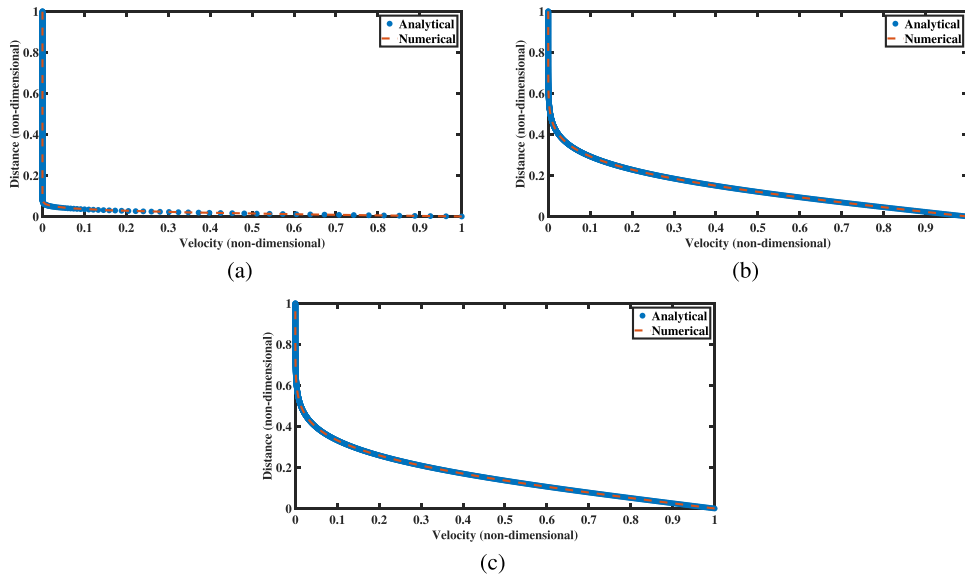 1
0.8
0.6
0.4
0.2
0
Distance (non-dimensional)
Analytical
Numerical
0 0.1 0.2 0.3 0.4 0.5 0.6 0.7 0.8 0.9 1
Velocity (non-dimensional)
(a)
1
0.8
0.6
0.4
0.2
0
Distance (non-dimensional)
Analytical
Numerical
0 0.1 0.2 0.3 0.4 0.5 0.6 0.7 0.8 0.9
Velocity (non-dimensional)
(b)
1
0.8
0.6
0.4
0.2
0
Distance (non-dimensional)
Analytical
Numerical
0 0.1 0.2 0.3 0.4 0.5 0.6 0.7 0.8 0.9 1
Velocity (non-dimensional)
(c)